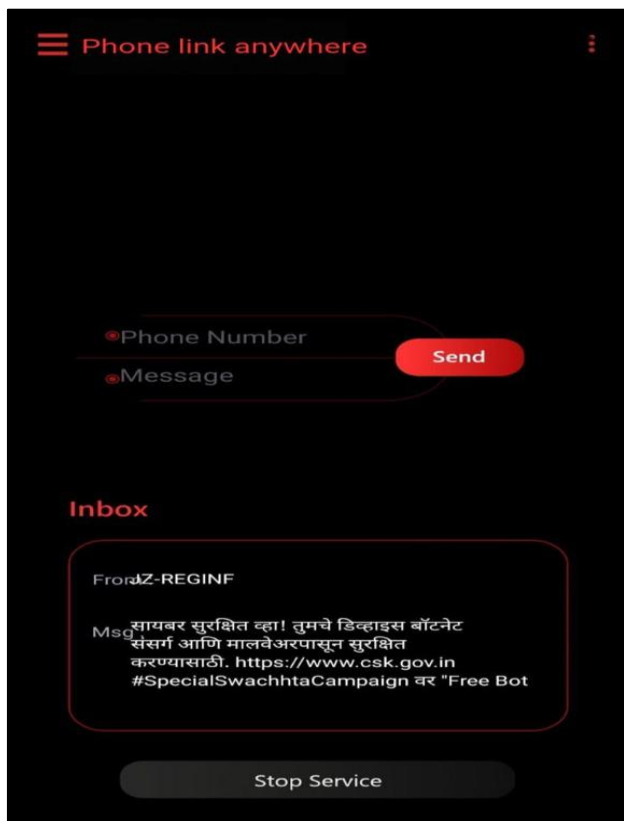 Phone link anywhere
Phone Number
Send
Message
Inbox
From JZ-REGINF
Msg सायबर सुरक्षित व्हा! तुमचे डिव्हाइस बॉटनेट
संसर्ग आणि मालवेअरपासून सुरक्षित
करण्यासाठी. https://www.csk.gov.in
#SpecialSwachhtaCampaign वर "Free Bot
Stop Service